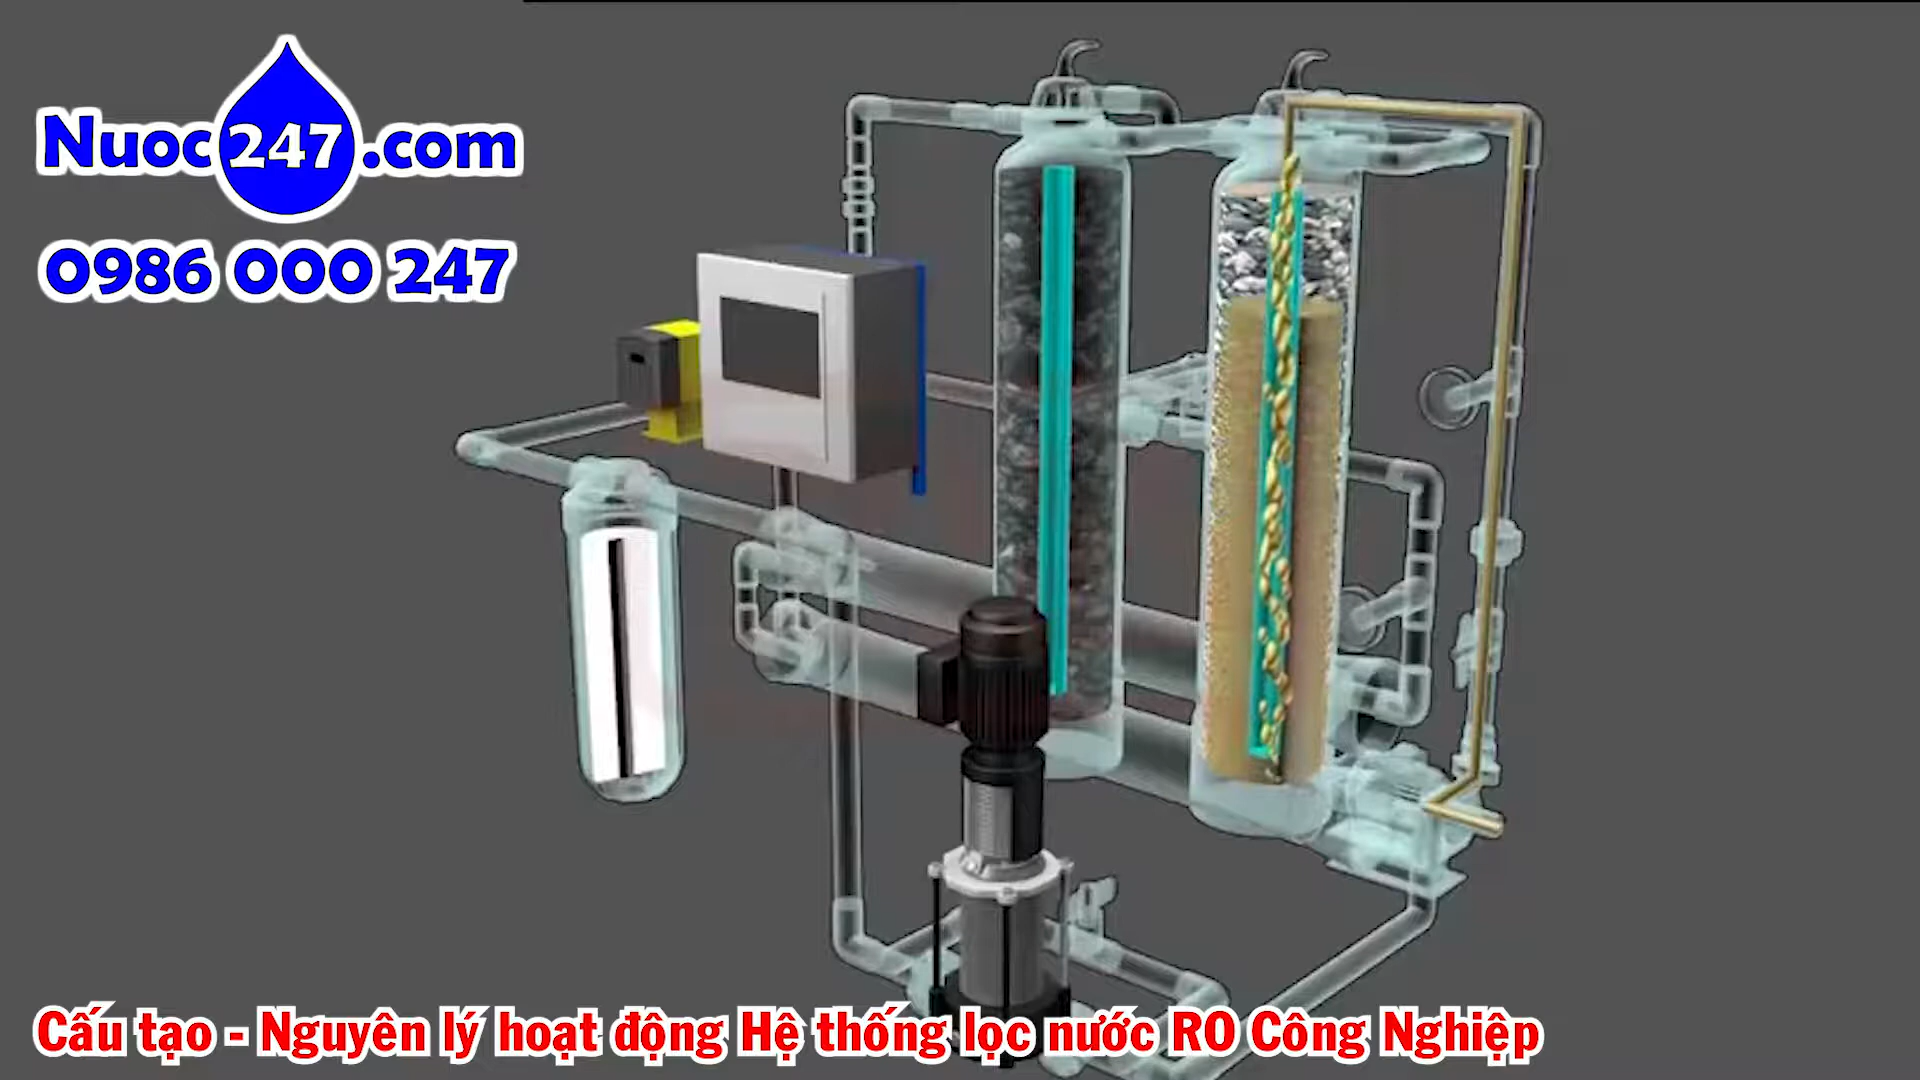 Nuoc247.com
0986 000 247
Cấu tạo - Nguyên lý hoạt động Hệ thống lọc nước RO Công Nghiệp